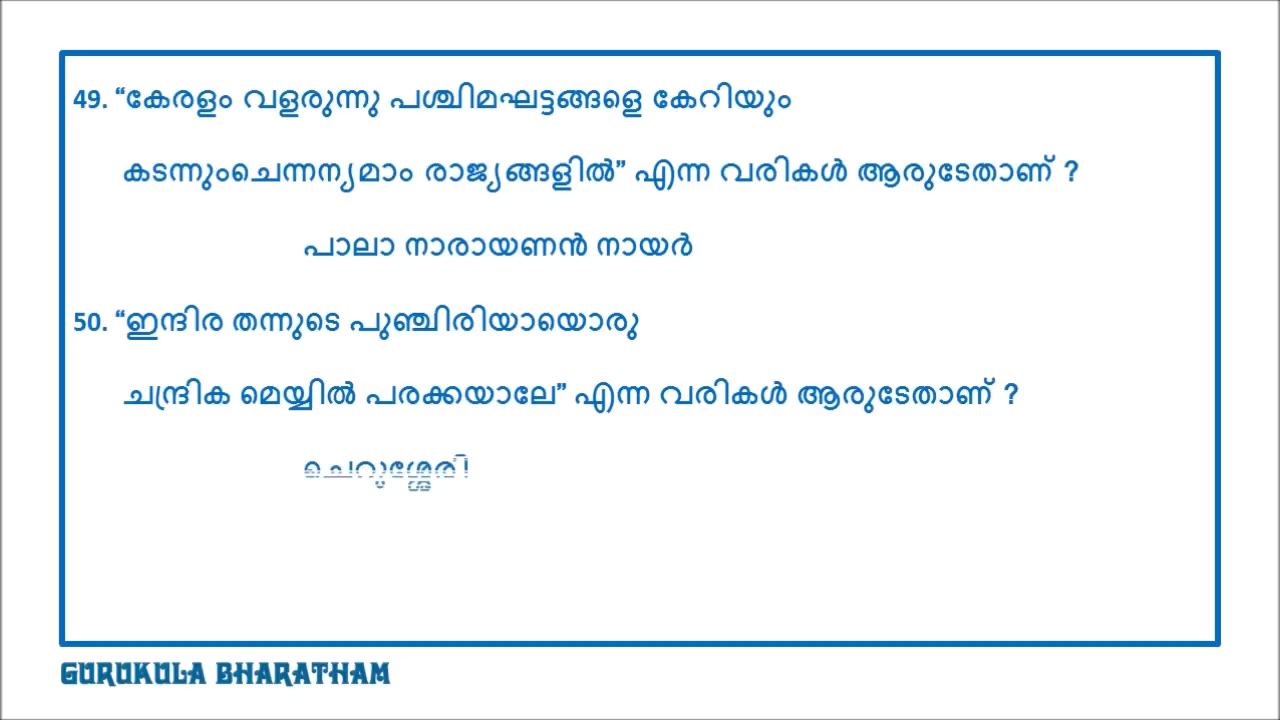 49. “കേരളം വളരുന്നു പശ്ചിമഘട്ടങ്ങളെ കേറിയും
കടന്നുംചെന്നന്യമാം രാജ്യങ്ങളിൽ” എന്ന വരികൾ ആരുടേതാണ് ?
പാലാ നാരായണൻ നായർ
50. “ഇന്ദിര തന്നുടെ പുഞ്ചിരിയായൊരു
ചന്ദ്രിക മെയ്യിൽ പരക്കയാലേ” എന്ന വരികൾ ആരുടേതാണ് ?
ചെറുശ്ശേരി
GURUKULA BHARATHAM